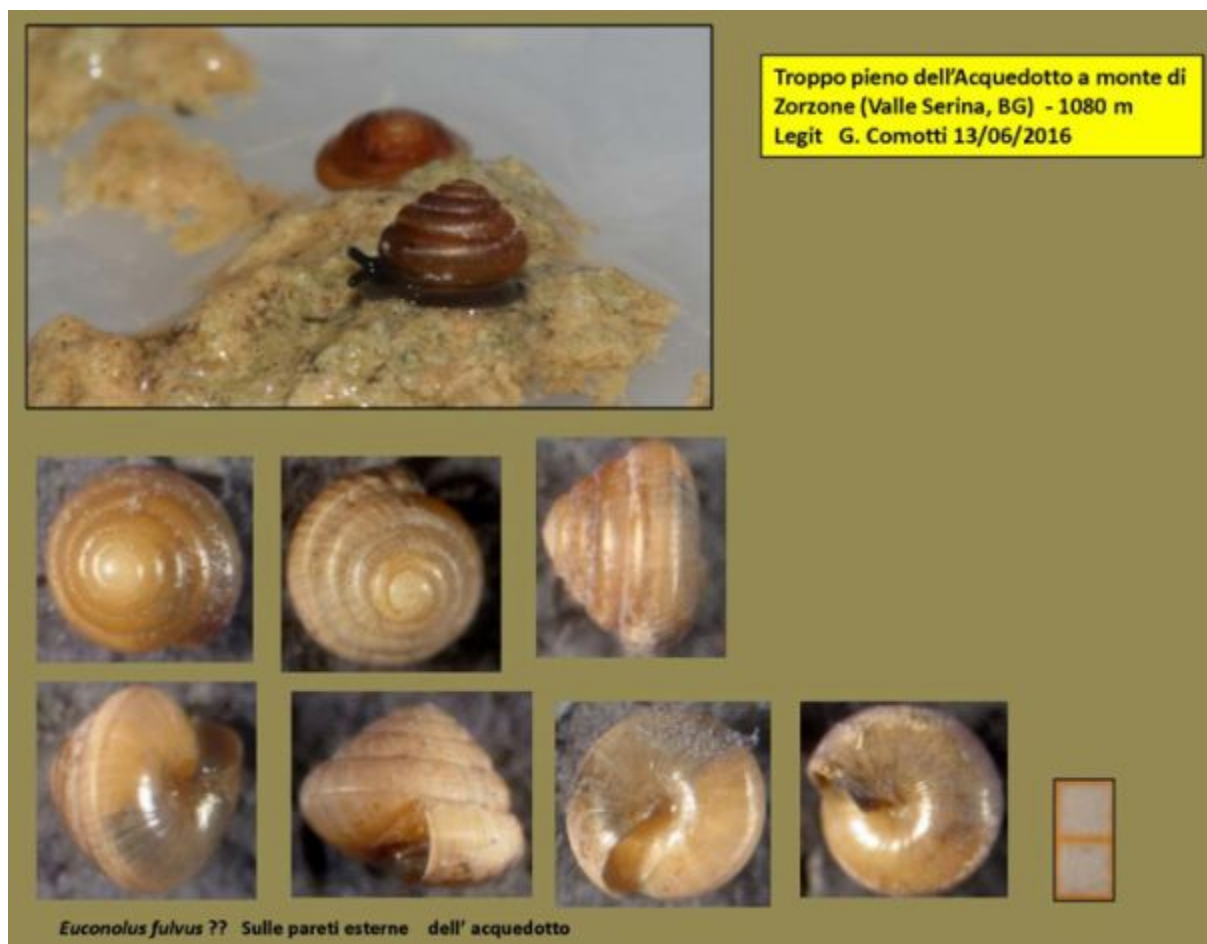 Troppo pieno dell'Acquedotto a monte di
Zorzone (Valle Serina, BG) - 1080 m
Legit G. Comotti 13/06/2016
Euconolus fulvus ?? Sulle pareti esterne dell' acquedotto